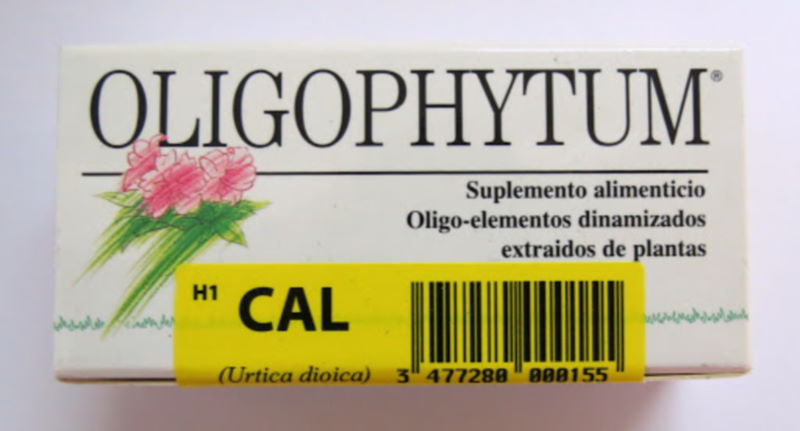 OLIGOPHYTUM®
Suplemento alimenticio
Oligo-elementos dinamizados
extraidos de plantas
H1 CAL
(Urtica dioica) 3 477280 000155